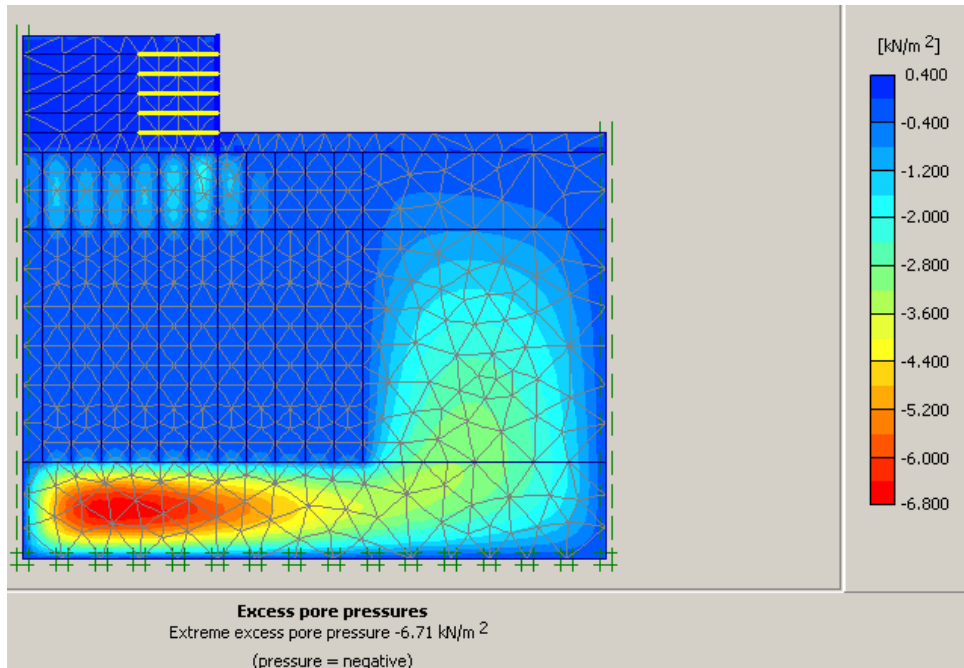 [kN/m ²]
0.400
-0.400
-1.200
-2.000
-2.800
-3.600
-4.400
-5.200
-6.000
-6.800
Excess pore pressures
Extreme excess pore pressure -6.71 kN/m ²
(pressure = negative)